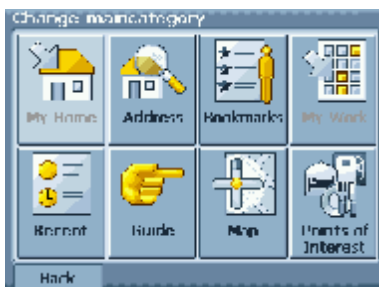 Change maincategory
My Home
Address
Bookmarks
My Work
Recent
Guide
Map
Points of
Interest
Back